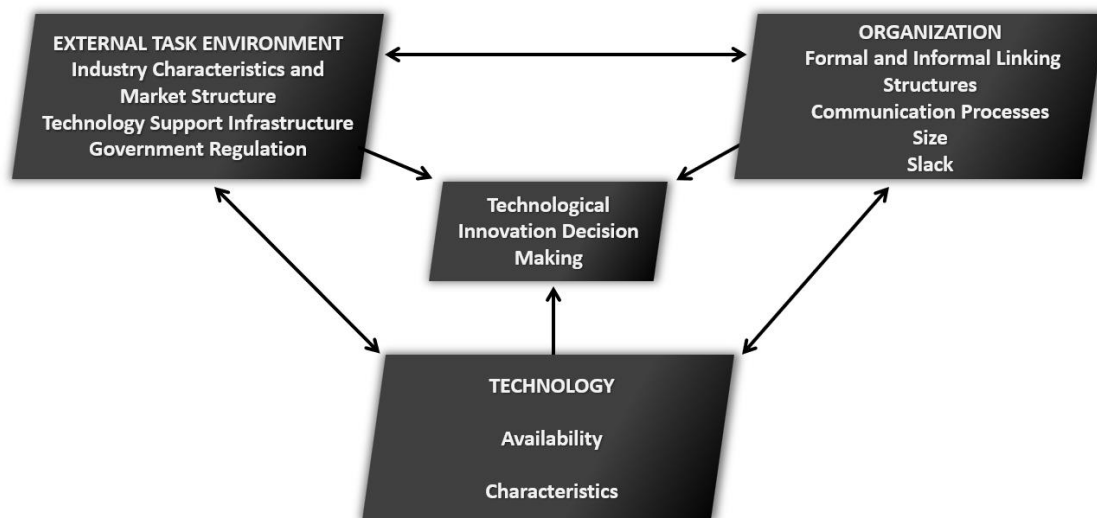 EXTERNAL TASK ENVIRONMENT
Industry Characteristics and
Market Structure
Technology Support Infrastructure
Government Regulation
ORGANIZATION
Formal and Informal Linking
Structures
Communication Processes
Size
Slack
Technological
Innovation Decision
Making
TECHNOLOGY
Availability
Characteristics